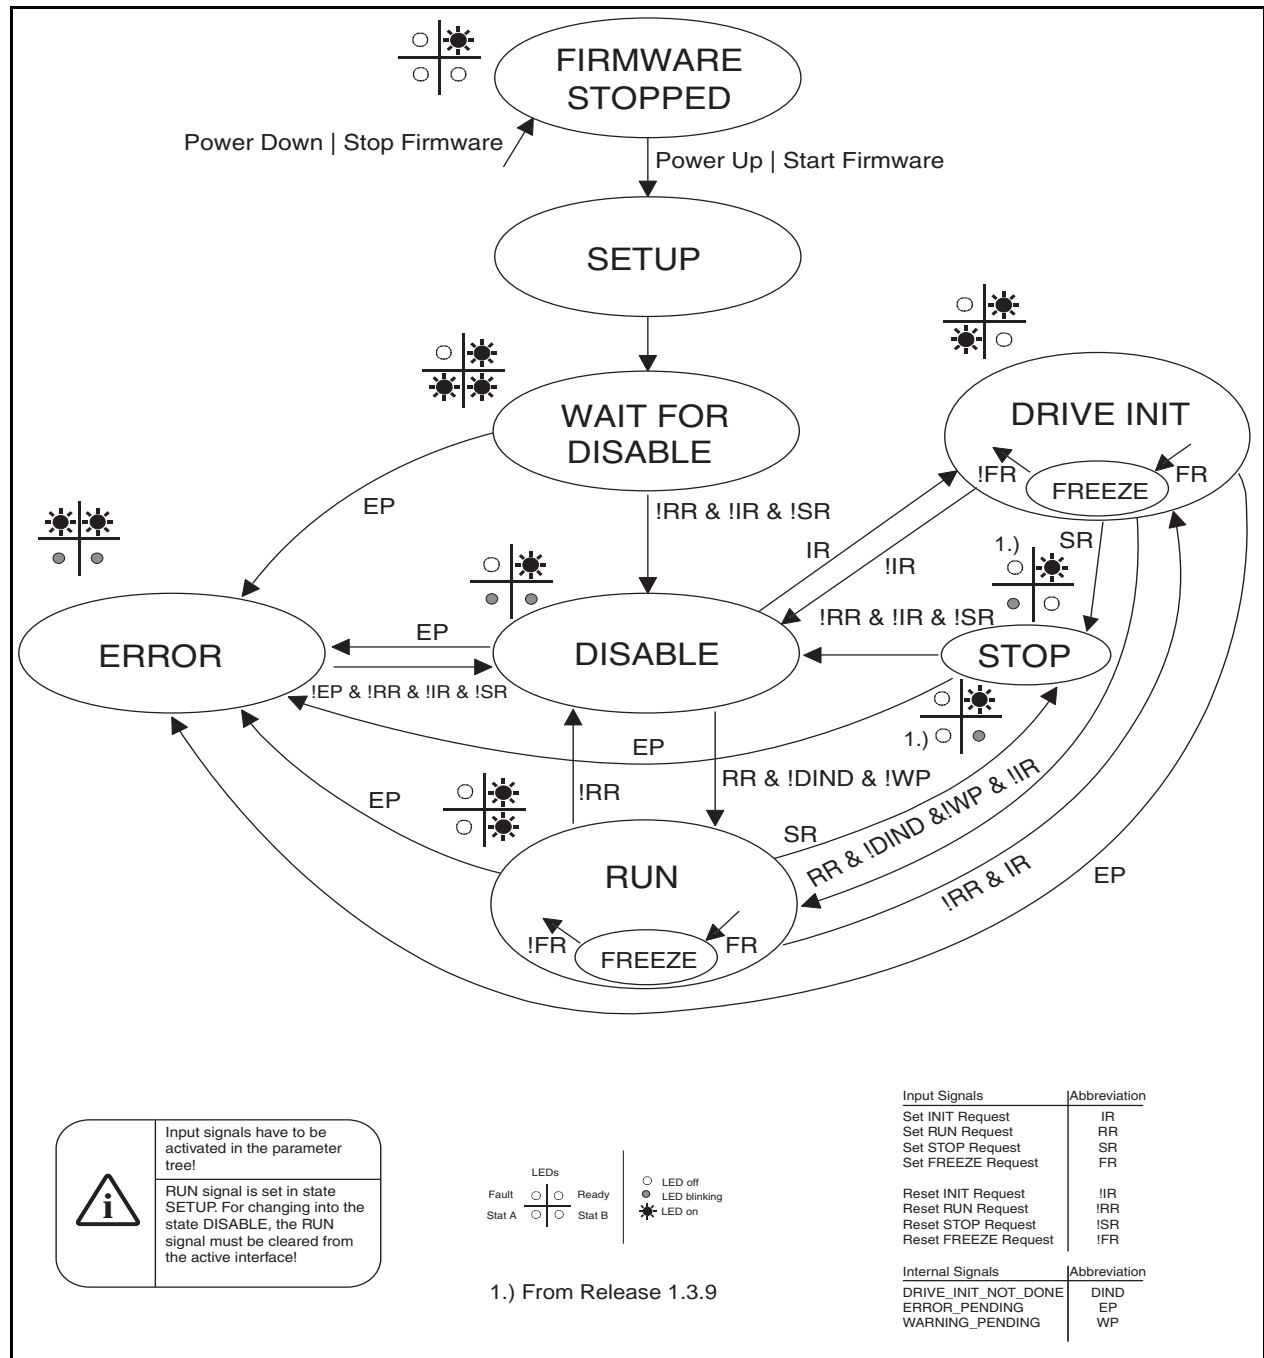 FIRMWARE
STOPPED
Power Down | Stop Firmware
Power Up | Start Firmware
SETUP
WAIT FOR
DISABLE
DRIVE INIT
!FR
FR
FREEZE
EP
!RR & !IR & !SR
IR
!IR
1.)
SR
!RR & !IR & !SR
ERROR
EP
!EP & !RR & !IR & !SR
DISABLE
STOP
1.)
EP
RR & !DIND & !WP
!RR
EP
SR
RR & !DIND &!WP & !IR
!RR & IR
EP
RUN
!FR
FR
FREEZE
Input signals have to be
activated in the parameter
tree!
i
RUN signal is set in state
SETUP. For changing into the
state DISABLE, the RUN
signal must be cleared from
the active interface!
LEDs
Fault Ready
Stat A Stat B
LED off
LED blinking
LED on
1.) From Release 1.3.9
Input Signals Abbreviation
Set INIT Request IR
Set RUN Request RR
Set STOP Request SR
Set FREEZE Request FR
Reset INIT Request !IR
Reset RUN Request !RR
Reset STOP Request !SR
Reset FREEZE Request !FR
Internal Signals Abbreviation
DRIVE_INIT_NOT_DONE DIND
ERROR_PENDING EP
WARNING_PENDING WP